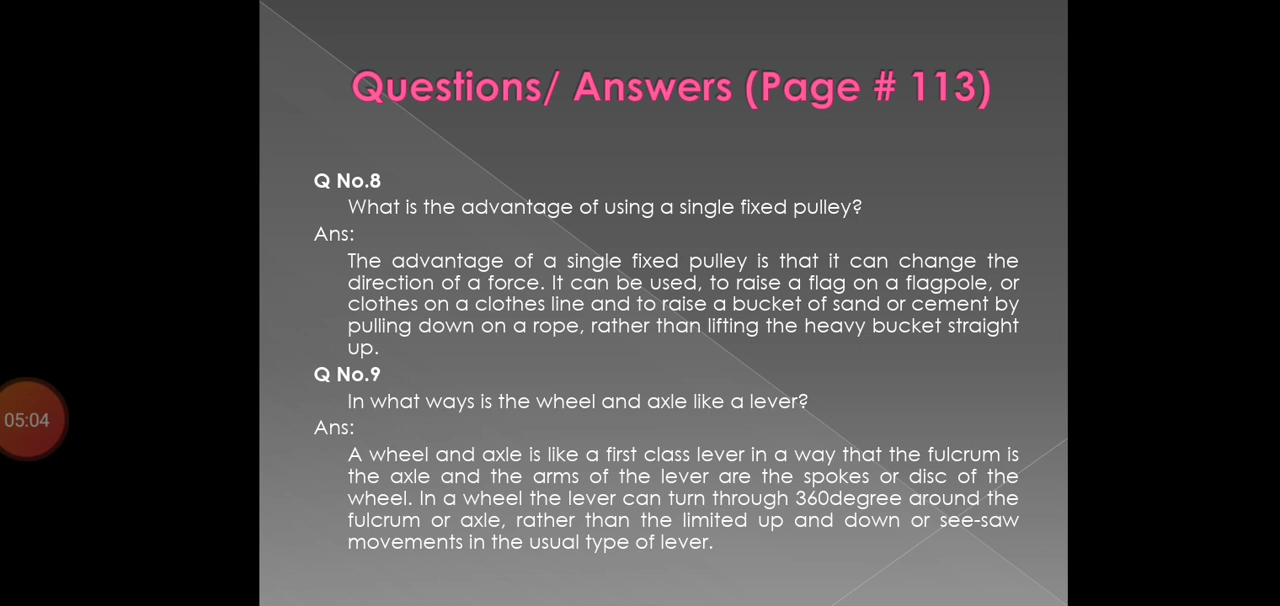 Questions/ Answers (Page # 113)
Q No.8
What is the advantage of using a single fixed pulley?
Ans:
The advantage of a single fixed pulley is that it can change the
direction of a force. It can be used, to raise a flag on a flagpole, or
clothes on a clothes line and to raise a bucket of sand or cement by
pulling down on a rope, rather than lifting the heavy bucket straight
up.
Q No.9
In what ways is the wheel and axle like a lever?
Ans:
A wheel and axle is like a first class lever in a way that the fulcrum is
the axle and the arms of the lever are the spokes or disc of the
wheel. In a wheel the lever can turn through 360degree around the
fulcrum or axle, rather than the limited up and down or see-saw
movements in the usual type of lever.
05:04